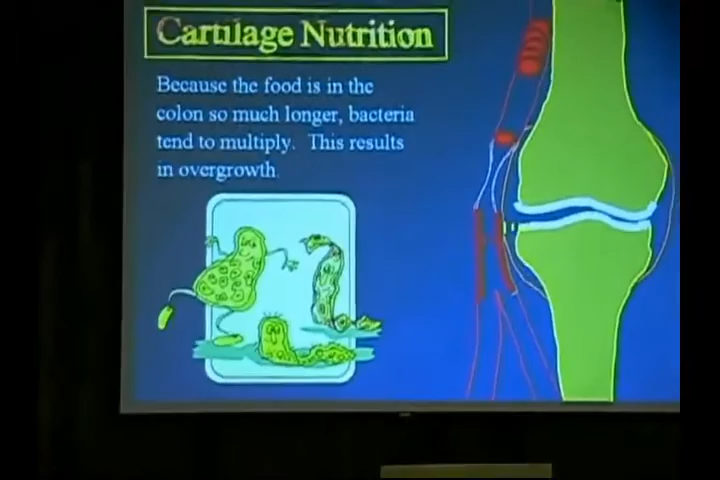 Cartilage Nutrition
Because the food is in the
colon so much longer, bacteria
tend to multiply. This results
in overgrowth